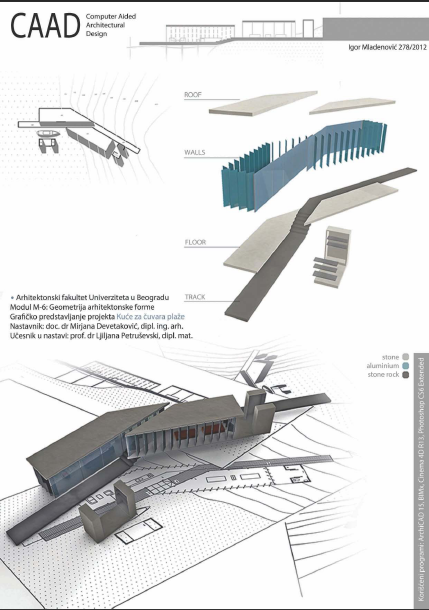 CAAD
Computer Aided
Architectural
Design
Igor Mladenović 278/2012
ROOF
WALLS
FLOOR
TRACK
• Arhitektonski fakultet Univerziteta u Beogradu
Modul M-6: Geometrija arhitektonske forme
Grafičko predstavljanje projekta Kuće za čuvara plaže
Nastavnik: doc. dr Mirjana Devetaković, dipl. ing. arh.
Učesnik u nastavi: prof. dr Ljiljana Petruševski, dipl. mat.
stone
aluminium
stone rock
Korišćeni programi: ArchiCAD 15, BIMx, Cinema 4D R13, Photoshop CS6 Extended